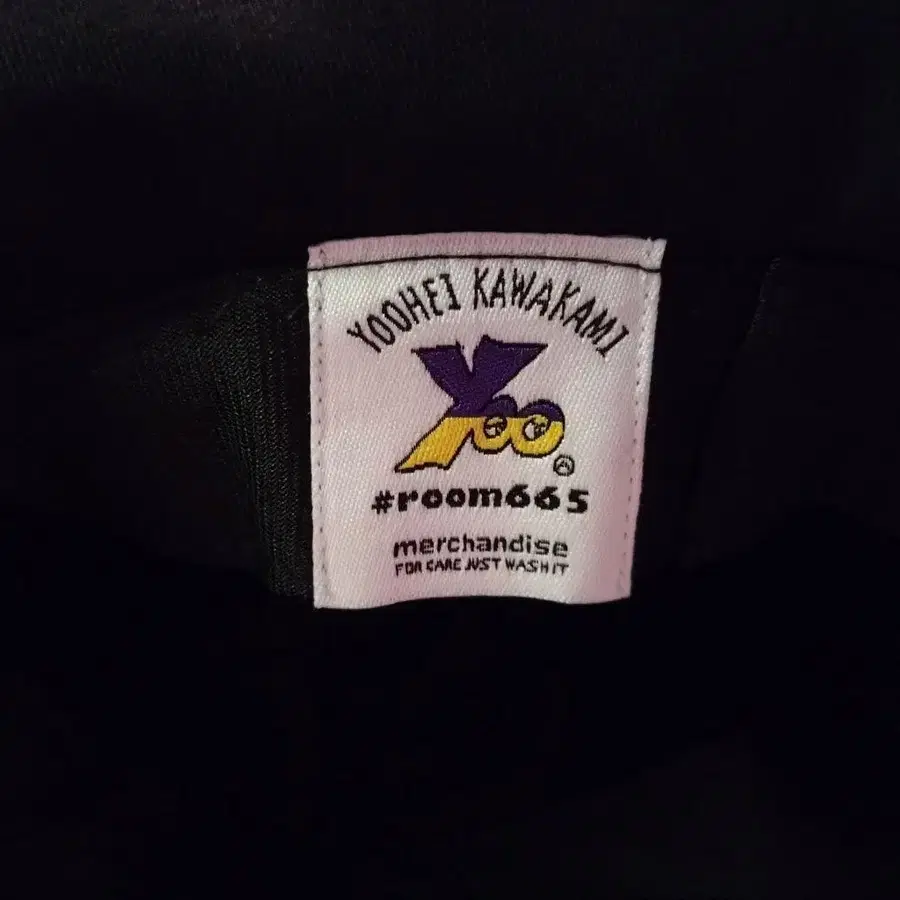 YOOHEI KAWAKAMI
Yoo
#room665
merchandise
FOR CARE JUST WASH IT